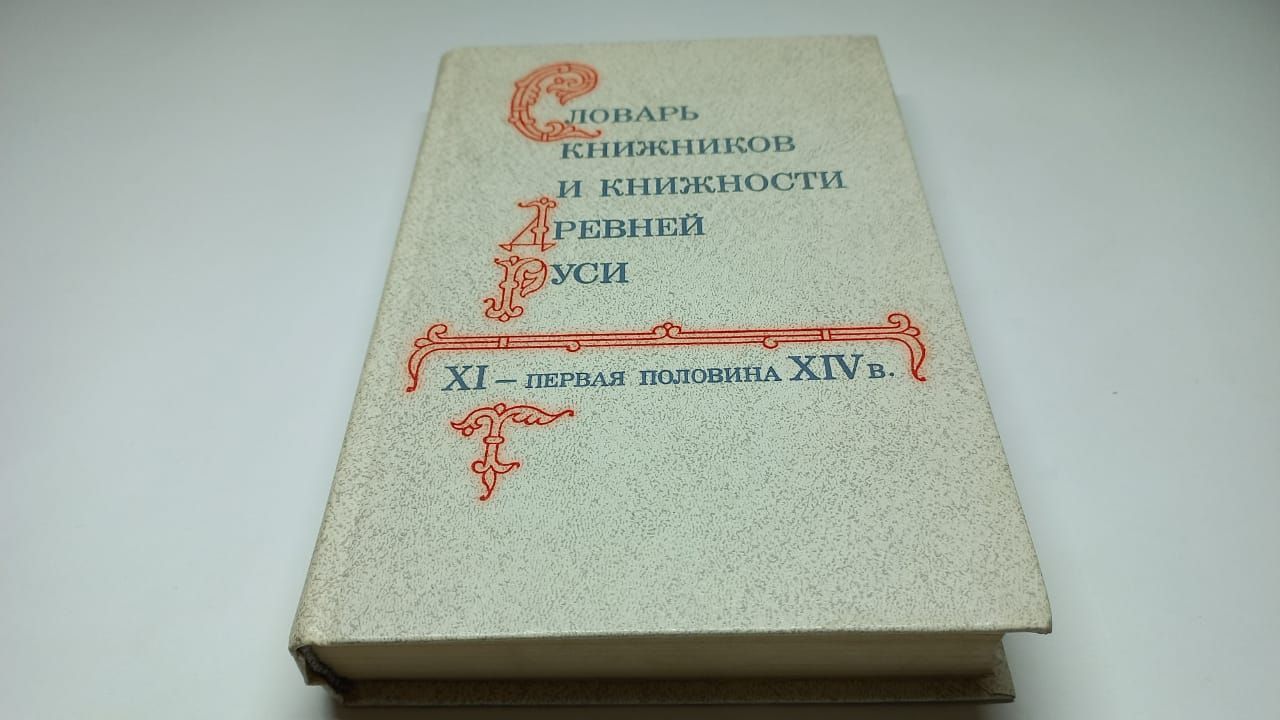 Словарь
книжников
и книжности
Древней
Руси
XI – первая половина XIV в.